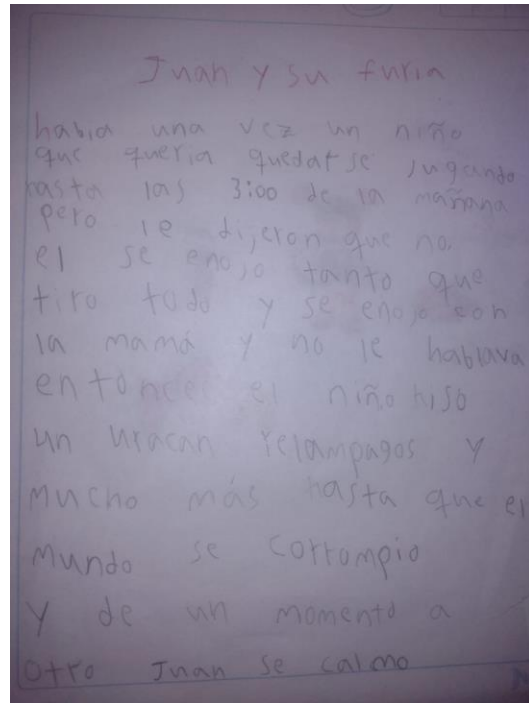 Juan y su furia
habia una vez un niño
que queria quedarse jugando
hasta las 3:00 de la mañana
pero le dijeron que no.
el se enojo tanto que
tiro todo y se enojo con
la mamá y no le hablava
entonces el niño hiso
un uracan relampagos y
mucho más hasta que el
mundo se corrompio
y de un momento a
otro Juan se calmo